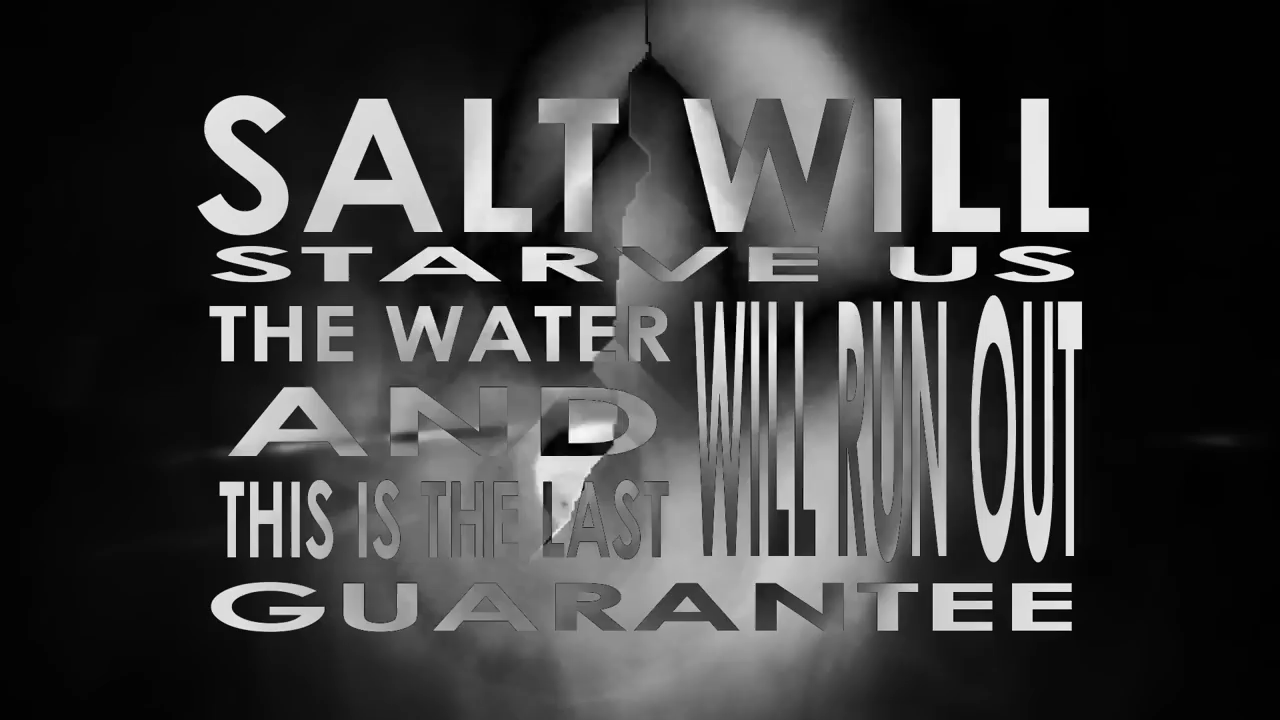 SALT WILL
STARVE US
THE WATER
WILL RUN OUT
AND
THIS IS THE LAST
GUARANTEE